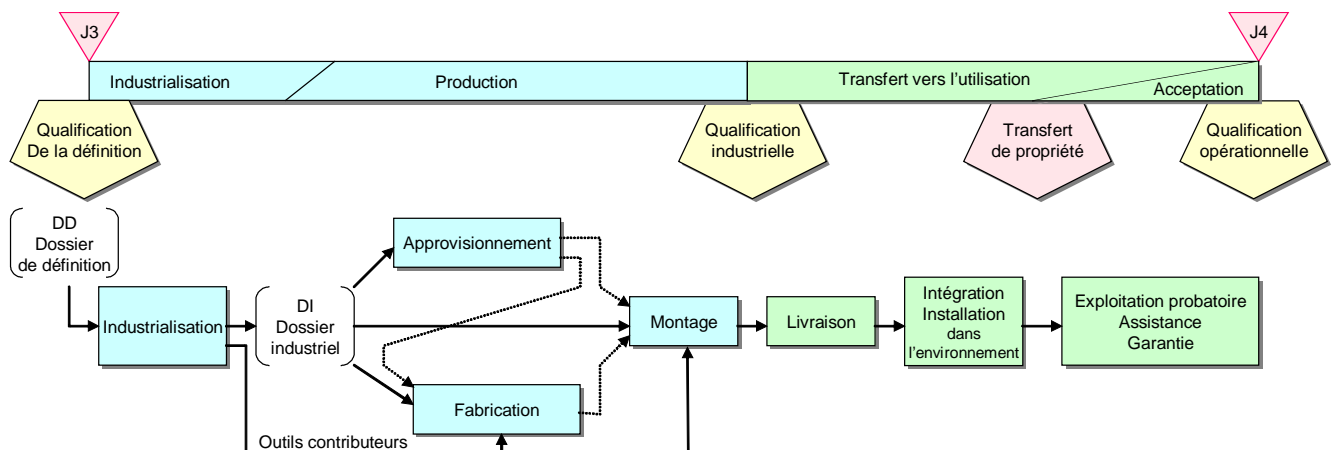 J3
J4
Industrialisation
Production
Transfert vers l'utilisation
Acceptation
Qualification
De la définition
Qualification
industrielle
Transfert
de propriété
Qualification
opérationnelle
DD
Dossier
de définition
Approvisionnement
Industrialisation
DI
Dossier
industriel
Montage
Livraison
Intégration
Installation
dans
l'environnement
Exploitation probatoire
Assistance
Garantie
Fabrication
Outils contributeurs